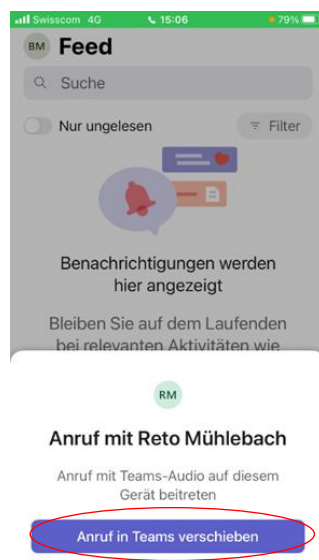 Swisscom 4G 15:06 79%
BM Feed
Suche
Nur ungelesen Filter
Benachrichtigungen werden
hier angezeigt
Bleiben Sie auf dem Laufenden
bei relevanten Aktivitäten wie
RM
Anruf mit Reto Mühlebach
Anruf mit Teams-Audio auf diesem
Gerät beitreten
Anruf in Teams verschieben